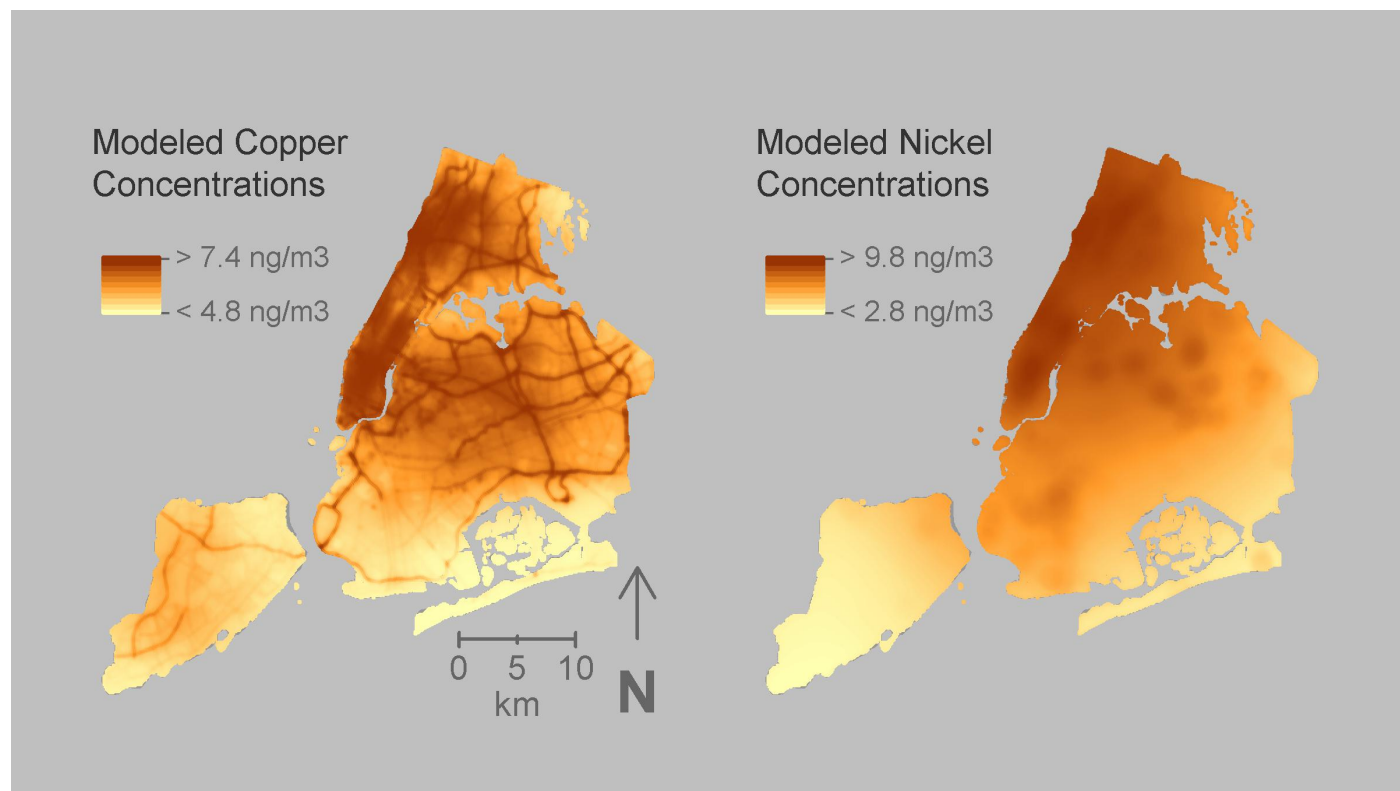 Modeled Copper
Concentrations
> 7.4 ng/m3
< 4.8 ng/m3
Modeled Nickel
Concentrations
> 9.8 ng/m3
< 2.8 ng/m3
0 5 10
km
N